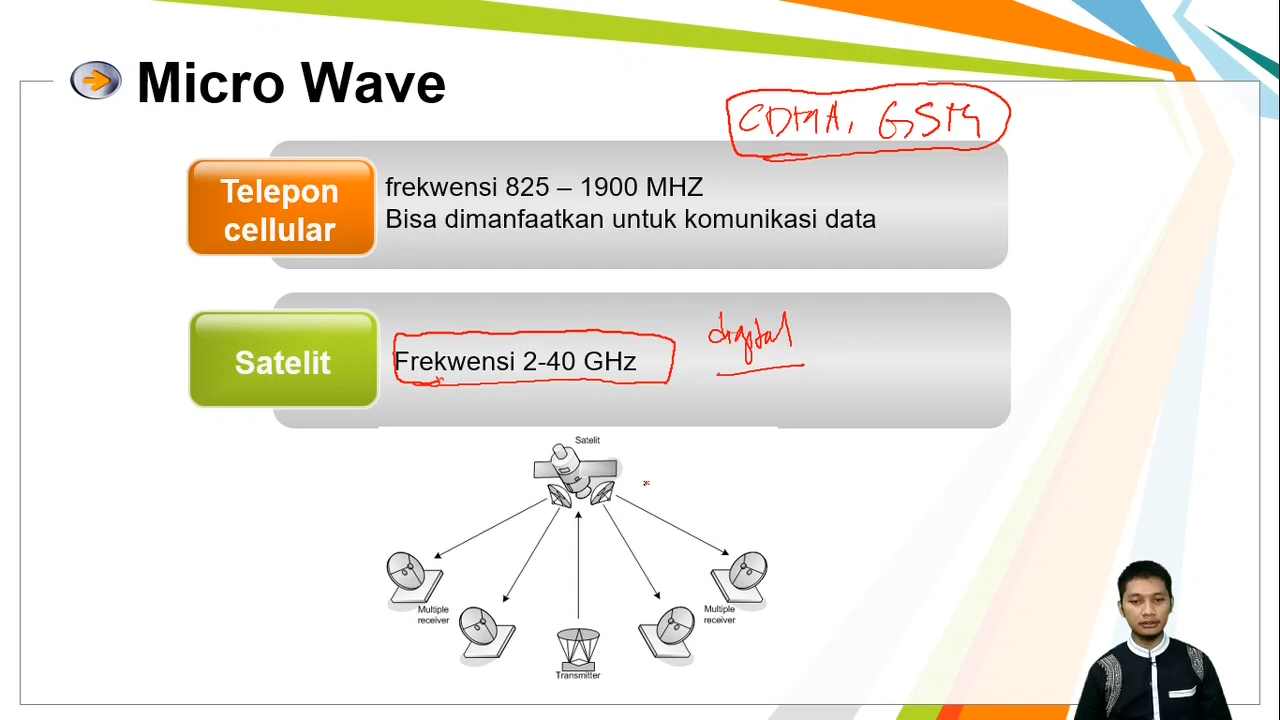 Micro Wave
CDMA, GSM
Telepon
cellular
frekwensi 825 – 1900 MHZ
Bisa dimanfaatkan untuk komunikasi data
Satelit
Frekwensi 2-40 GHz
digital
Satelit
Multiple
receiver
Multiple
receiver
Transmitter